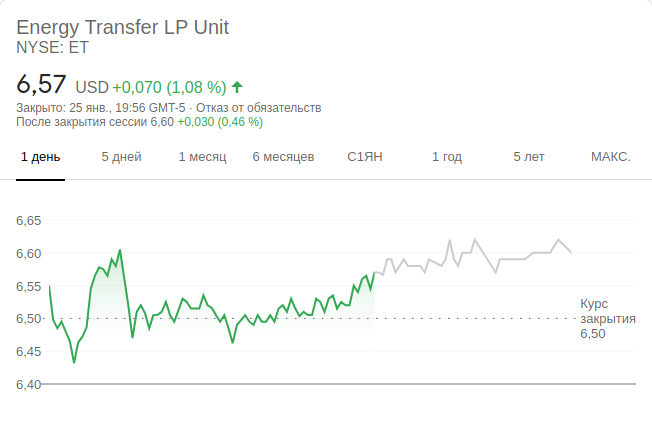 Energy Transfer LP Unit
NYSE: ET
6,57 USD +0,070 (1,08 %)
Закрыто: 25 янв., 19:56 GMT-5 · Отказ от обязательств
После закрытия сессии 6,60 +0,030 (0,46 %)
1 день 5 дней 1 месяц 6 месяцев С1ЯН 1 год 5 лет МАКС.
6,65
6,60
6,55
6,50
6,45
6,40
Курс
закрытия
6,50